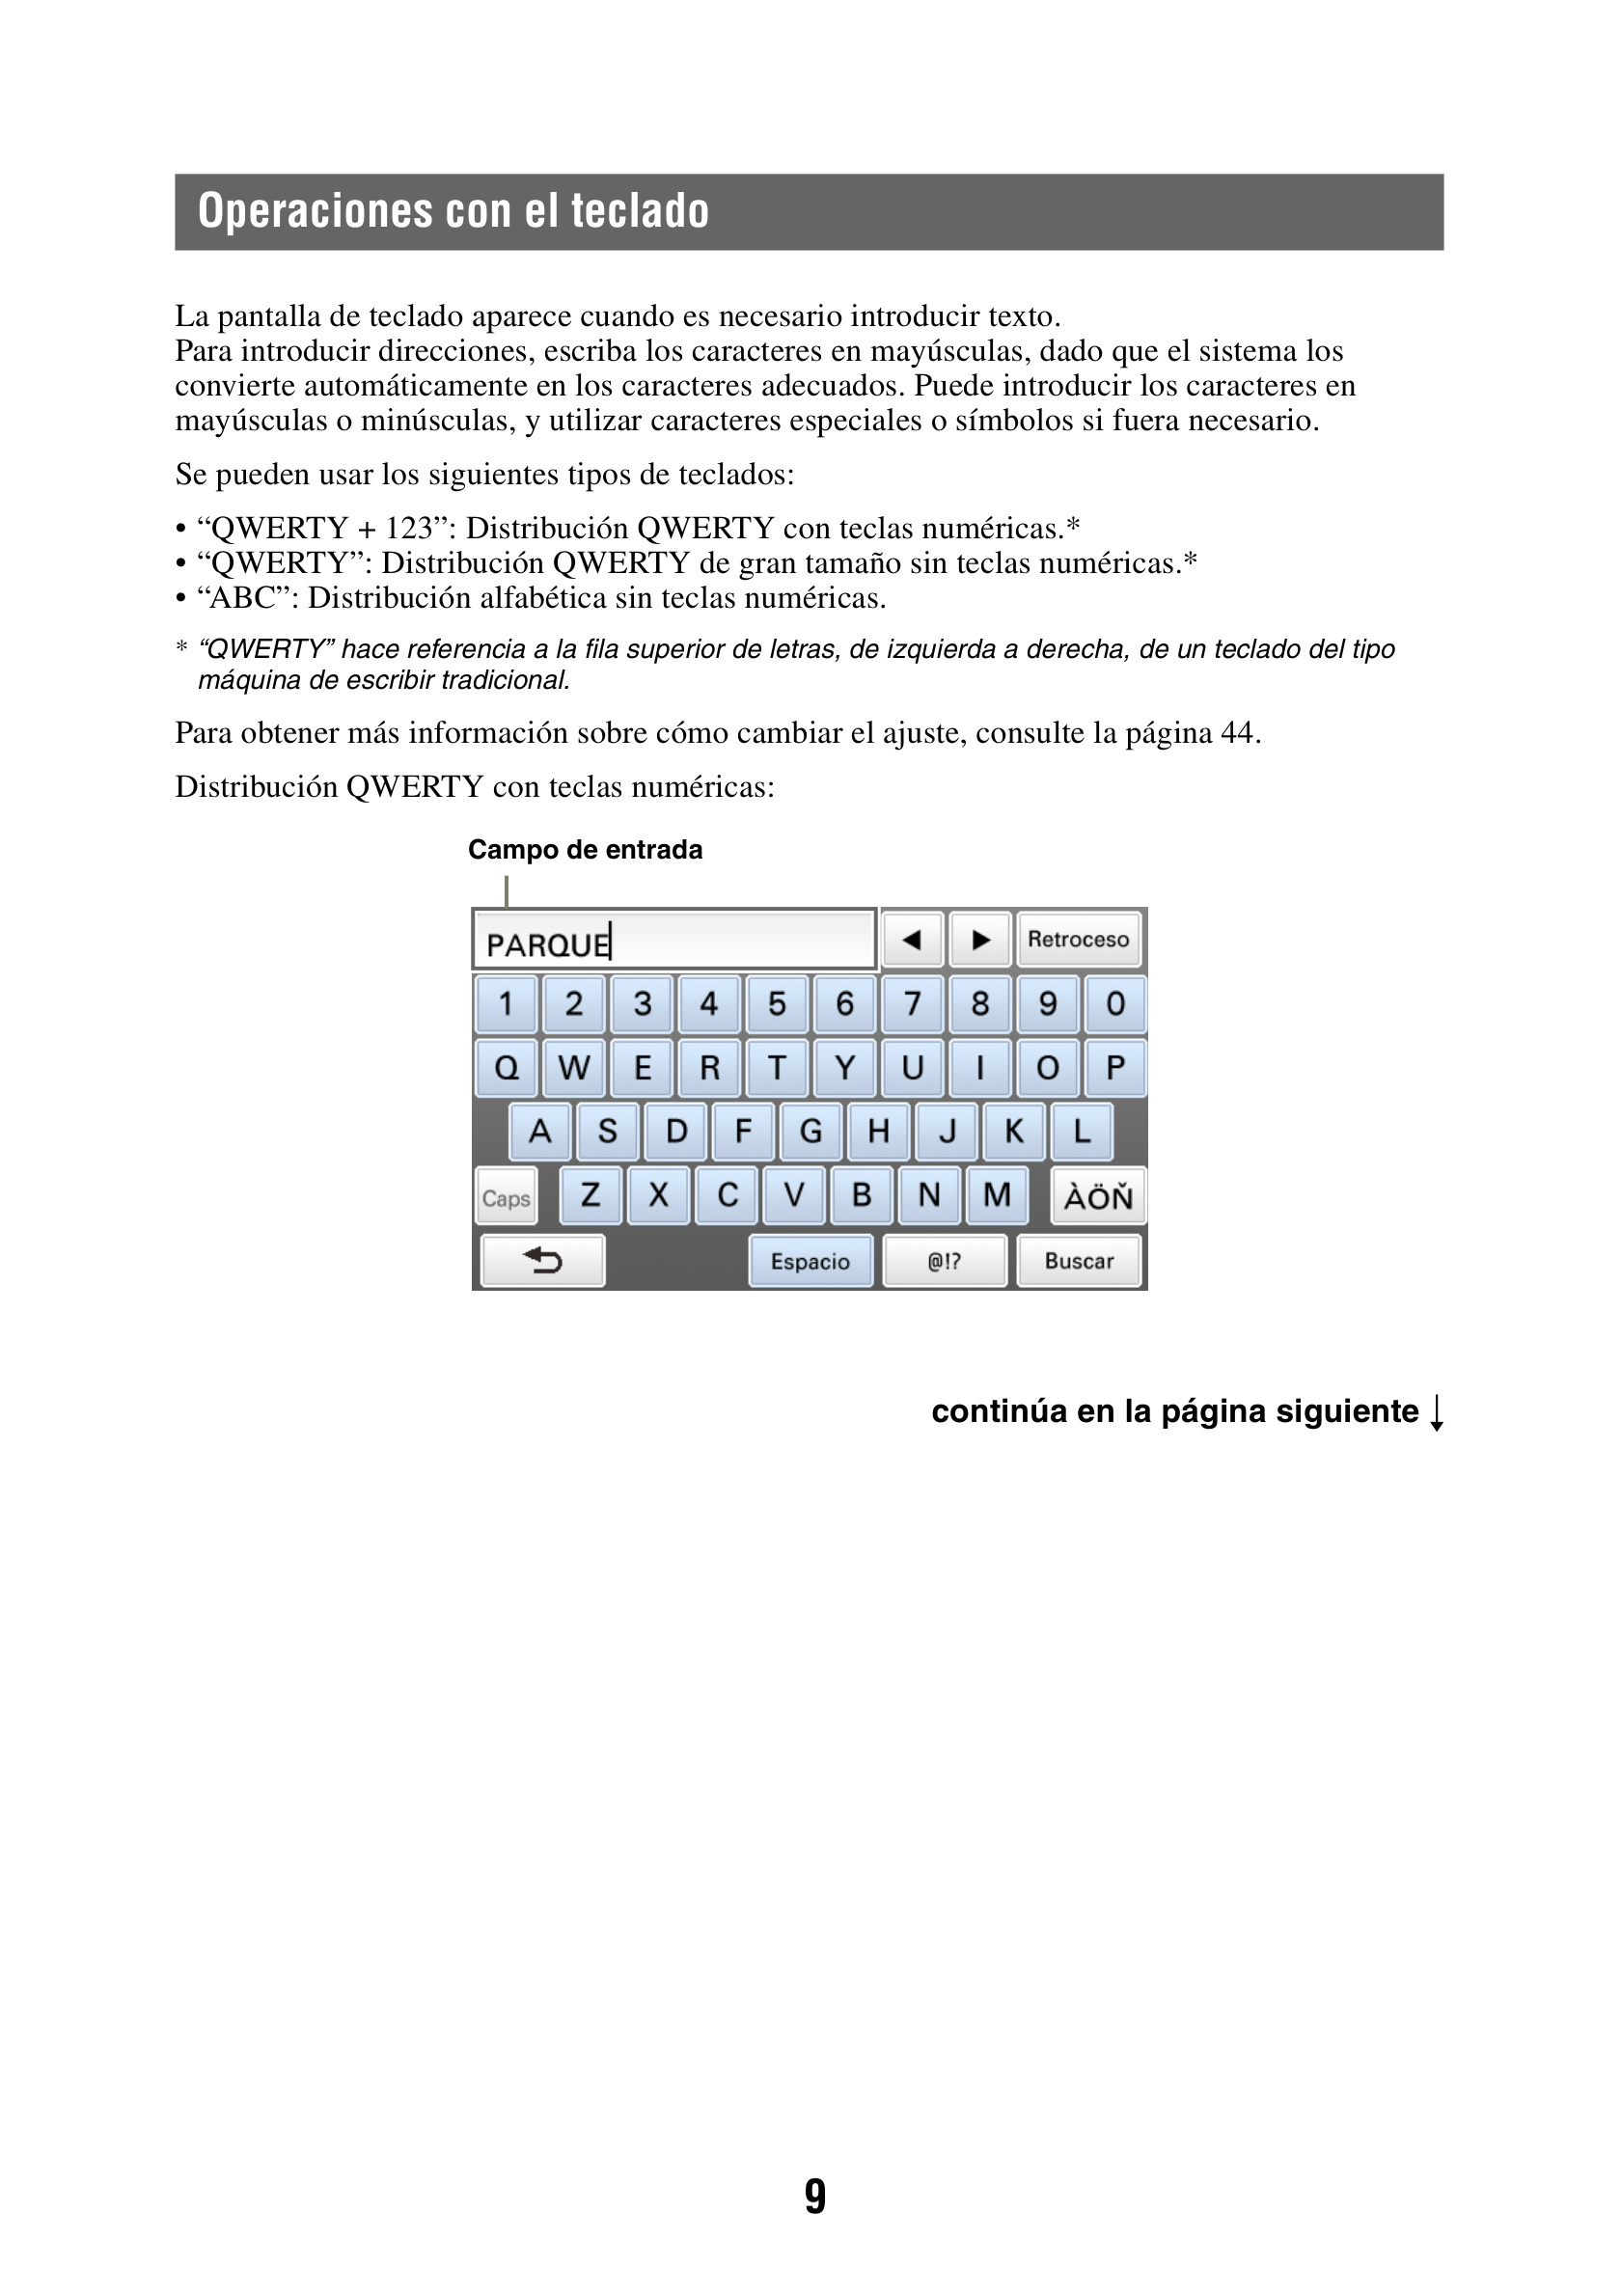 Operaciones con el teclado
La pantalla de teclado aparece cuando es necesario introducir texto.
Para introducir direcciones, escriba los caracteres en mayúsculas, dado que el sistema los
convierte automáticamente en los caracteres adecuados. Puede introducir los caracteres en
mayúsculas o minúsculas, y utilizar caracteres especiales o símbolos si fuera necesario.
Se pueden usar los siguientes tipos de teclados:
• “QWERTY + 123”: Distribución QWERTY con teclas numéricas.*
• “QWERTY”: Distribución QWERTY de gran tamaño sin teclas numéricas.*
• “ABC”: Distribución alfabética sin teclas numéricas.
* “QWERTY” hace referencia a la fila superior de letras, de izquierda a derecha, de un teclado del tipo
máquina de escribir tradicional.
Para obtener más información sobre cómo cambiar el ajuste, consulte la página 44.
Distribución QWERTY con teclas numéricas:
Campo de entrada
PARQUE ◀ ▶ Retroceso
1 2 3 4 5 6 7 8 9 0
Q W E R T Y U I O P
A S D F G H J K L
Caps Z X C V B N M ÀÖŇ
Espacio @!? Buscar
continúa en la página siguiente ↓
9